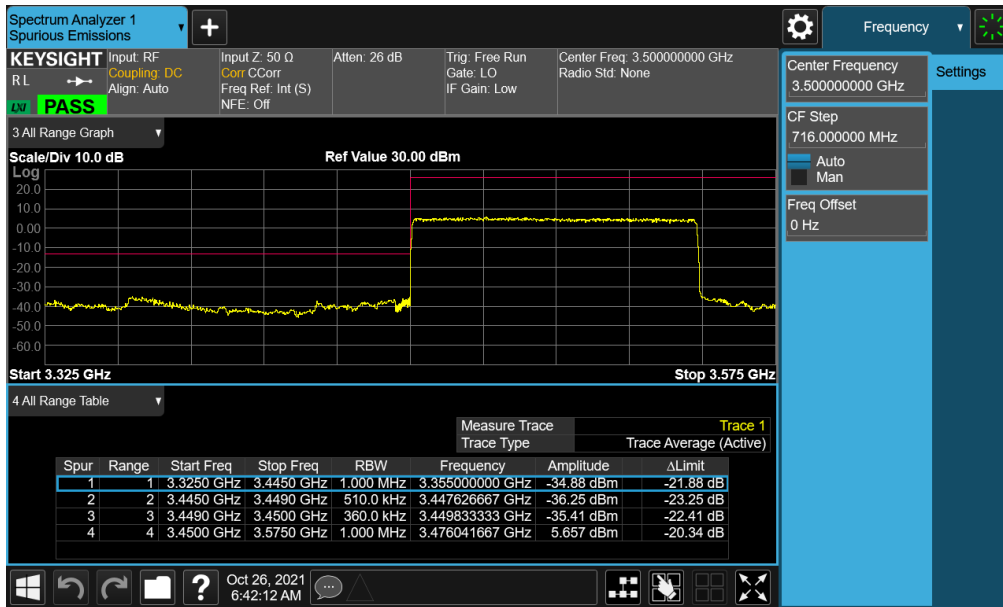 Spectrum Analyzer 1
Spurious Emissions
Frequency
KEYSIGHT Input: RF Input Z: 50 Ω Atten: 26 dB Trig: Free Run Center Freq: 3.500000000 GHz
R L Coupling: DC Corr CCorr Gate: LO Radio Std: None
Align: Auto Freq Ref: Int (S) IF Gain: Low
LXI PASS NFE: Off
Center Frequency
3.500000000 GHz
Settings
CF Step
716.000000 MHz
Auto
Man
Freq Offset
0 Hz
3 All Range Graph
Scale/Div 10.0 dB Ref Value 30.00 dBm
Log
20.0
10.0
0.00
-10.0
-20.0
-30.0
-40.0
-50.0
-60.0
Start 3.325 GHz Stop 3.575 GHz
4 All Range Table
Measure Trace Trace 1
Trace Type Trace Average (Active)
Spur Range Start Freq Stop Freq RBW Frequency Amplitude ΔLimit
1 1 3.3250 GHz 3.4450 GHz 1.000 MHz 3.355000000 GHz -34.88 dBm -21.88 dB
2 2 3.4450 GHz 3.4490 GHz 510.0 kHz 3.447626667 GHz -36.25 dBm -23.25 dB
3 3 3.4490 GHz 3.4500 GHz 360.0 kHz 3.449833333 GHz -35.41 dBm -22.41 dB
4 4 3.4500 GHz 3.5750 GHz 1.000 MHz 3.476041667 GHz 5.657 dBm -20.34 dB
Oct 26, 2021
6:42:12 AM